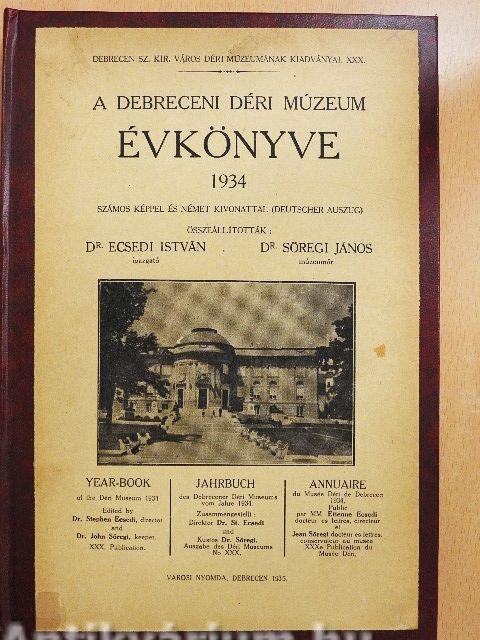 DEBRECEN SZ. KIR. VÁROS DÉRI MÚZEUMÁNAK KIADVÁNYAI XXX.
A DEBRECENI DÉRI MÚZEUM
ÉVKÖNYVE
1934
SZÁMOS KÉPPEL ÉS NÉMET KIVONATTAL (DEUTSCHER AUSZUG)
ÖSSZEÁLLÍTOTTÁK :
DR. ECSEDI ISTVÁN
igazgató
DR. SŐREGI JÁNOS
múzeumőr
YEAR-BOOK
of the Déri Museum 1934
Edited by
Dr. Stephen Ecsedi, director
and
Dr. John Sőregi, keeper.
XXX. Publication.
JAHRBUCH
des Debrecener Déri Museums
vom Jahre 1934.
Zusammengestellt :
Direktor Dr. St. Ecsedi
und
Kustos Dr. Sőregi.
Ausgabe des Déri Museums
No XXX.
ANNUAIRE
du Musée Déri de Debrecen
1934.
Publié
par MM. Etienne Ecsedi
docteur es lettres, directeur
et
Jean Sőregi docteur es lettres,
conservateur au musée
XXXe Publication du
Musée Déri.
VÁROSI NYOMDA, DEBRECEN 1935.
Antikvárium.hu